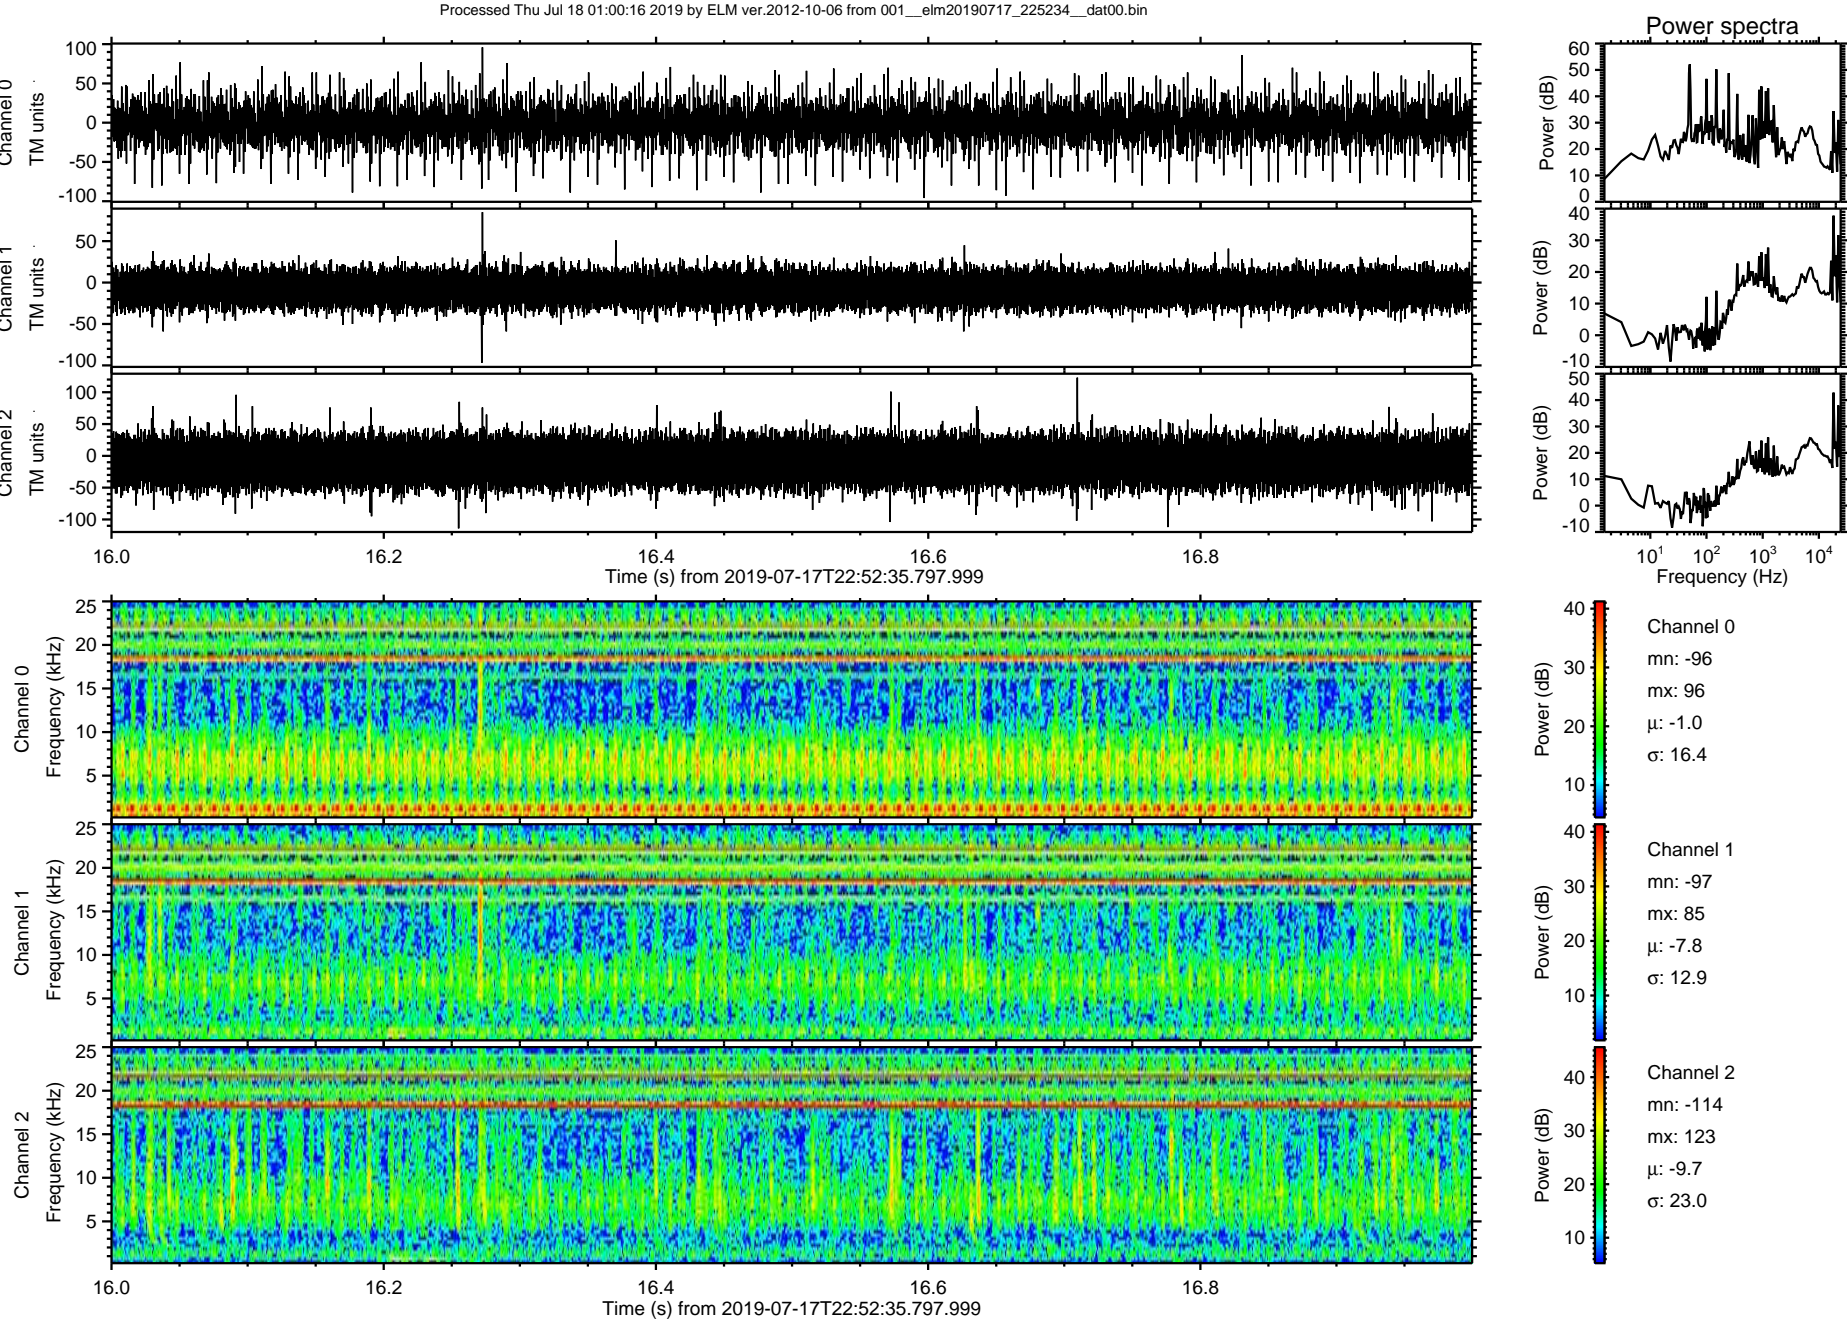 Processed Thu Jul 18 01:00:16 2019 by ELM ver.2012-10-06 from 001__elm20190717_225234__dat00.bin
Power spectra
Channel 0
TM units
100
50
0
-50
-100
Power (dB)
60
50
40
30
20
10
0
Channel 1
TM units
50
0
-50
-100
Power (dB)
40
30
20
10
0
-10
Channel 2
TM units
100
50
0
-50
-100
Power (dB)
50
40
30
20
10
0
-10
16.0 16.2 16.4 16.6 16.8
Time (s) from 2019-07-17T22:52:35.797.999
10¹ 10² 10³ 10⁴
Frequency (Hz)
Channel 0
Frequency (kHz)
25
20
15
10
5
Power (dB)
40
30
20
10
Channel 0
mn: -96
mx: 96
μ: -1.0
σ: 16.4
Channel 1
Frequency (kHz)
25
20
15
10
5
Power (dB)
40
30
20
10
Channel 1
mn: -97
mx: 85
μ: -7.8
σ: 12.9
Channel 2
Frequency (kHz)
25
20
15
10
5
Power (dB)
40
30
20
10
Channel 2
mn: -114
mx: 123
μ: -9.7
σ: 23.0
16.0 16.2 16.4 16.6 16.8
Time (s) from 2019-07-17T22:52:35.797.999